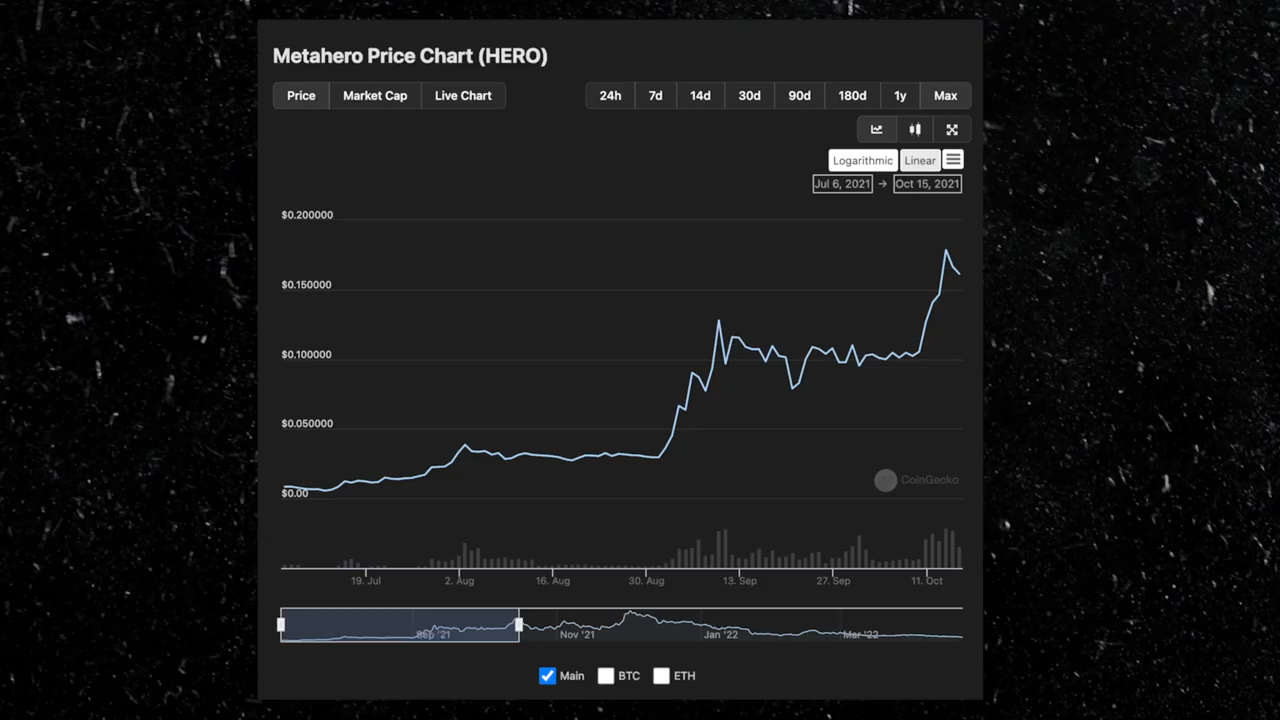 Metahero Price Chart (HERO)
Price Market Cap Live Chart 24h 7d 14d 30d 90d 180d 1y Max
Logarithmic Linear
Jul 6, 2021 → Oct 15, 2021
$0.200000
$0.150000
$0.100000
$0.050000
$0.00
CoinGecko
19. Jul 2. Aug 16. Aug 30. Aug 13. Sep 27. Sep 11. Oct
Sep '21 Nov '21 Jan '22 Mar '22
Main BTC ETH